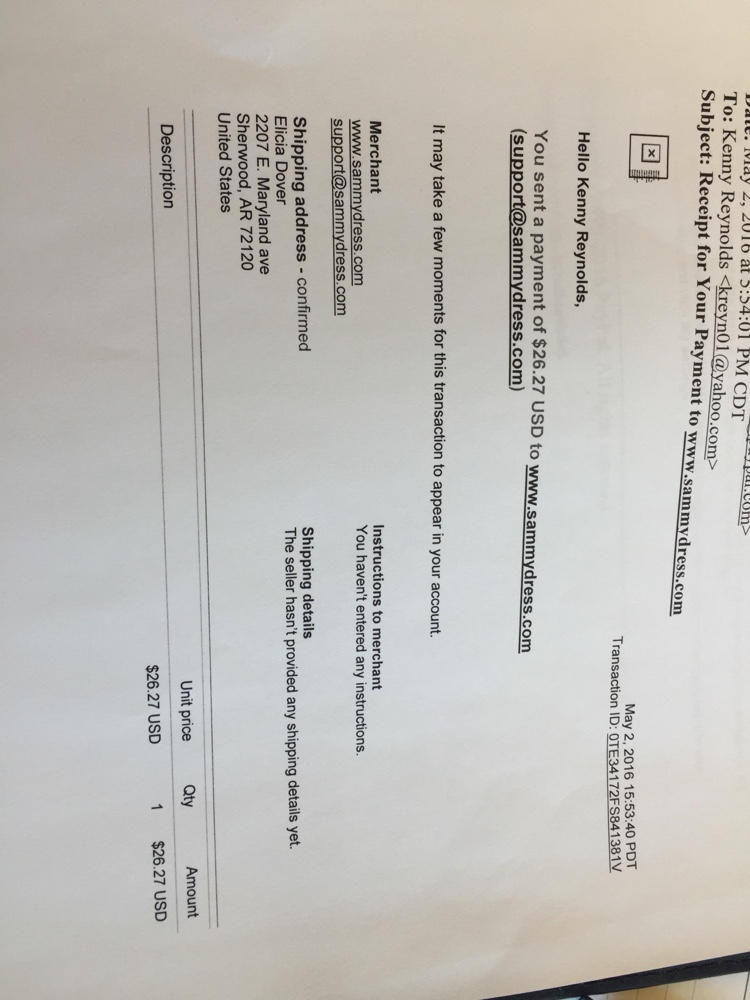 Date: May 2, 2016 at 5:54:01 PM CDT
To: Kenny Reynolds <kreyn01@yahoo.com>
Subject: Receipt for Your Payment to www.sammydress.com
May 2, 2016 15:53:40 PDT
Transaction ID: 0TE34172FS841381V
Hello Kenny Reynolds,
You sent a payment of $26.27 USD to www.sammydress.com
(support@sammydress.com)
It may take a few moments for this transaction to appear in your account.
Merchant
www.sammydress.com
support@sammydress.com
Instructions to merchant
You haven't entered any instructions.
Shipping address - confirmed
Elicia Dover
2207 E. Maryland ave
Sherwood, AR 72120
United States
Shipping details
The seller hasn't provided any shipping details yet.
Description Unit price Qty Amount
$26.27 USD 1 $26.27 USD